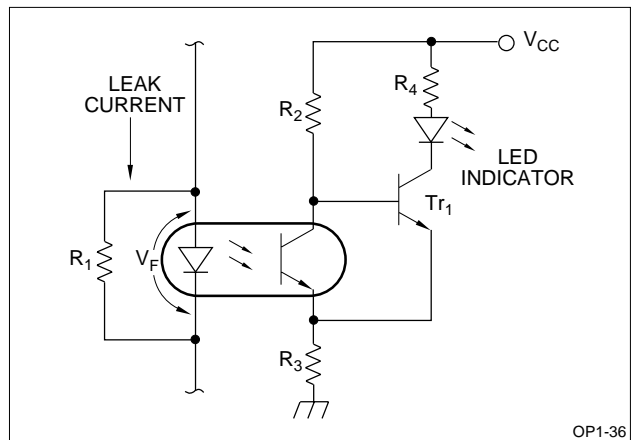 LEAK
CURRENT
R1
VF
R2
R3
R4
VCC
LED
INDICATOR
Tr1
OP1-36